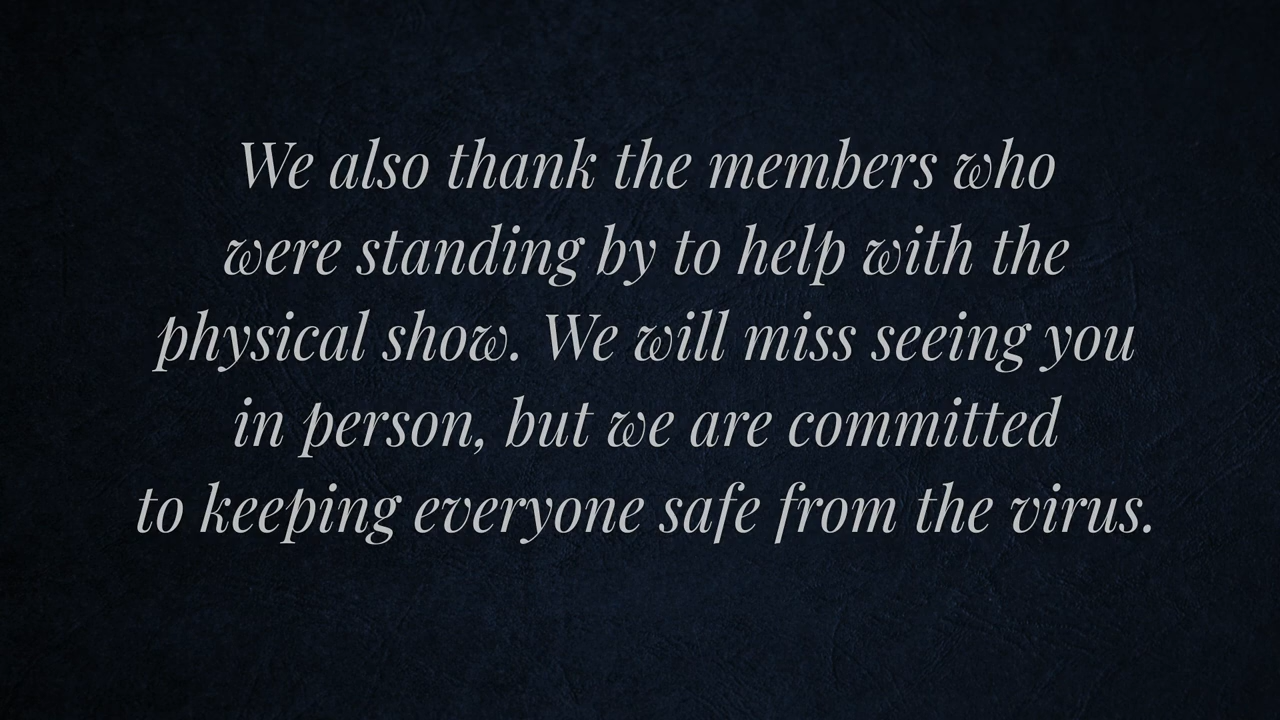 We also thank the members who
were standing by to help with the
physical show. We will miss seeing you
in person, but we are committed
to keeping everyone safe from the virus.